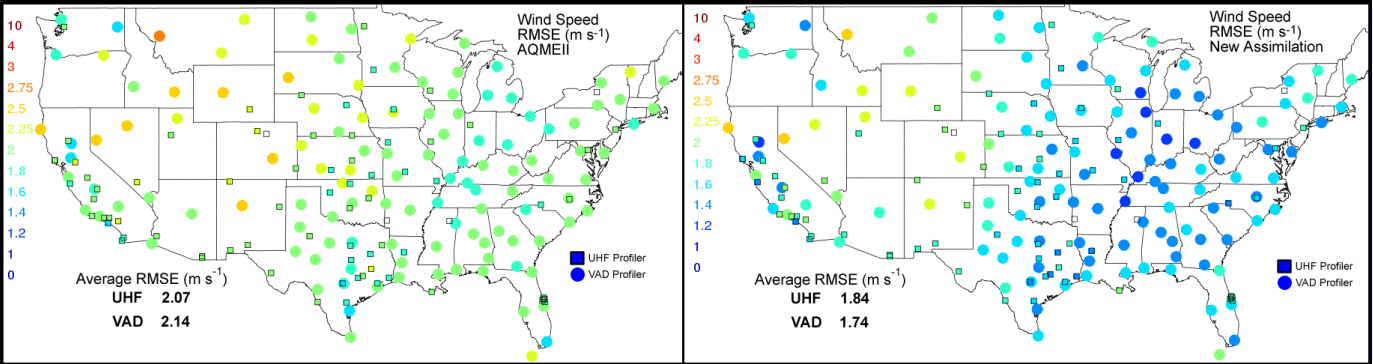 Wind Speed
RMSE (m s-1)
AQMEII
10
4
3
2.75
2.5
2.25
2
1.8
1.6
1.4
1.2
1
0
Average RMSE (m s-1)
UHF 2.07
VAD 2.14
UHF Profiler
VAD Profiler
Wind Speed
RMSE (m s-1)
New Assimilation
10
4
3
2.75
2.5
2.25
2
1.8
1.6
1.4
1.2
1
0
Average RMSE (m s-1)
UHF 1.84
VAD 1.74
UHF Profiler
VAD Profiler